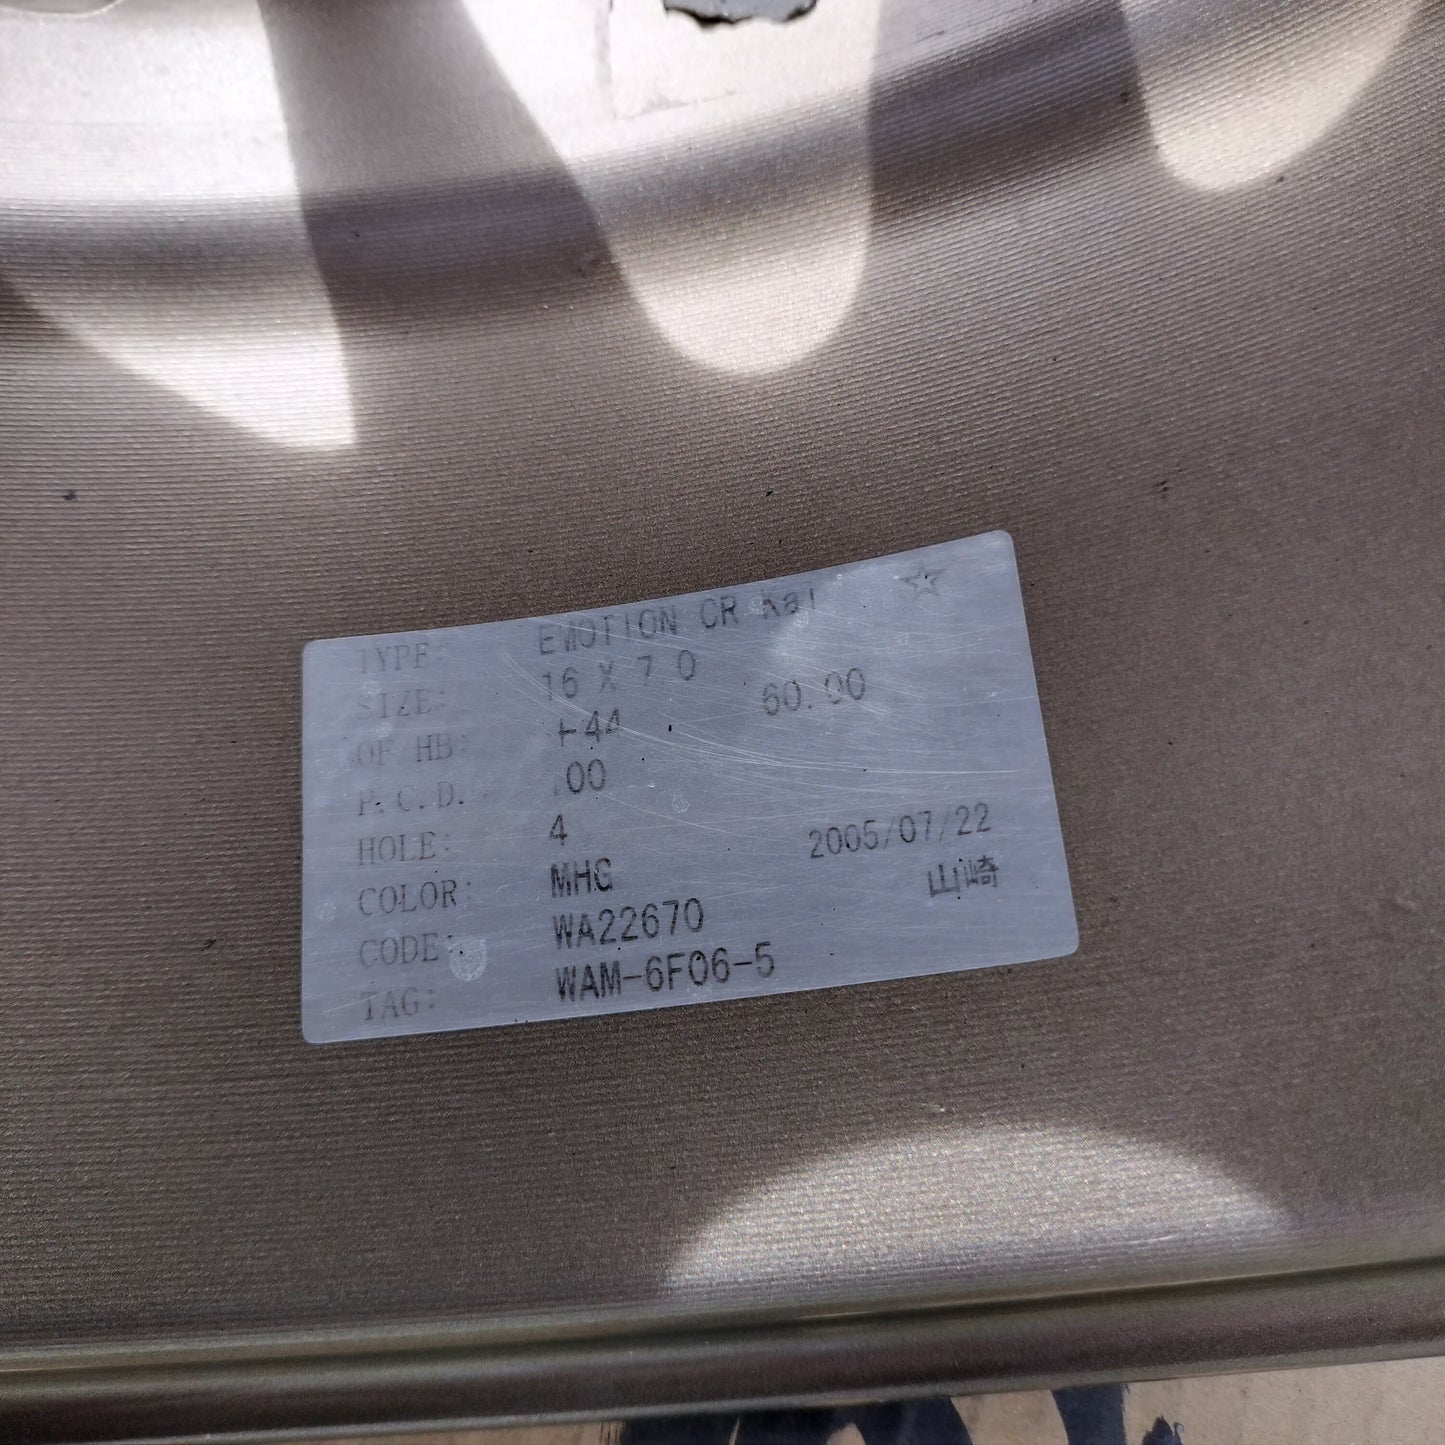 TYPE: EMOTION CR kai ☆
SIZE: 16 X 7.0
OF/HB: +44 60.00
P.C.D. 100
HOLE: 4
COLOR: MHG 2005/07/22
CODE: WA22670 山崎
TAG: WAM-6F06-5